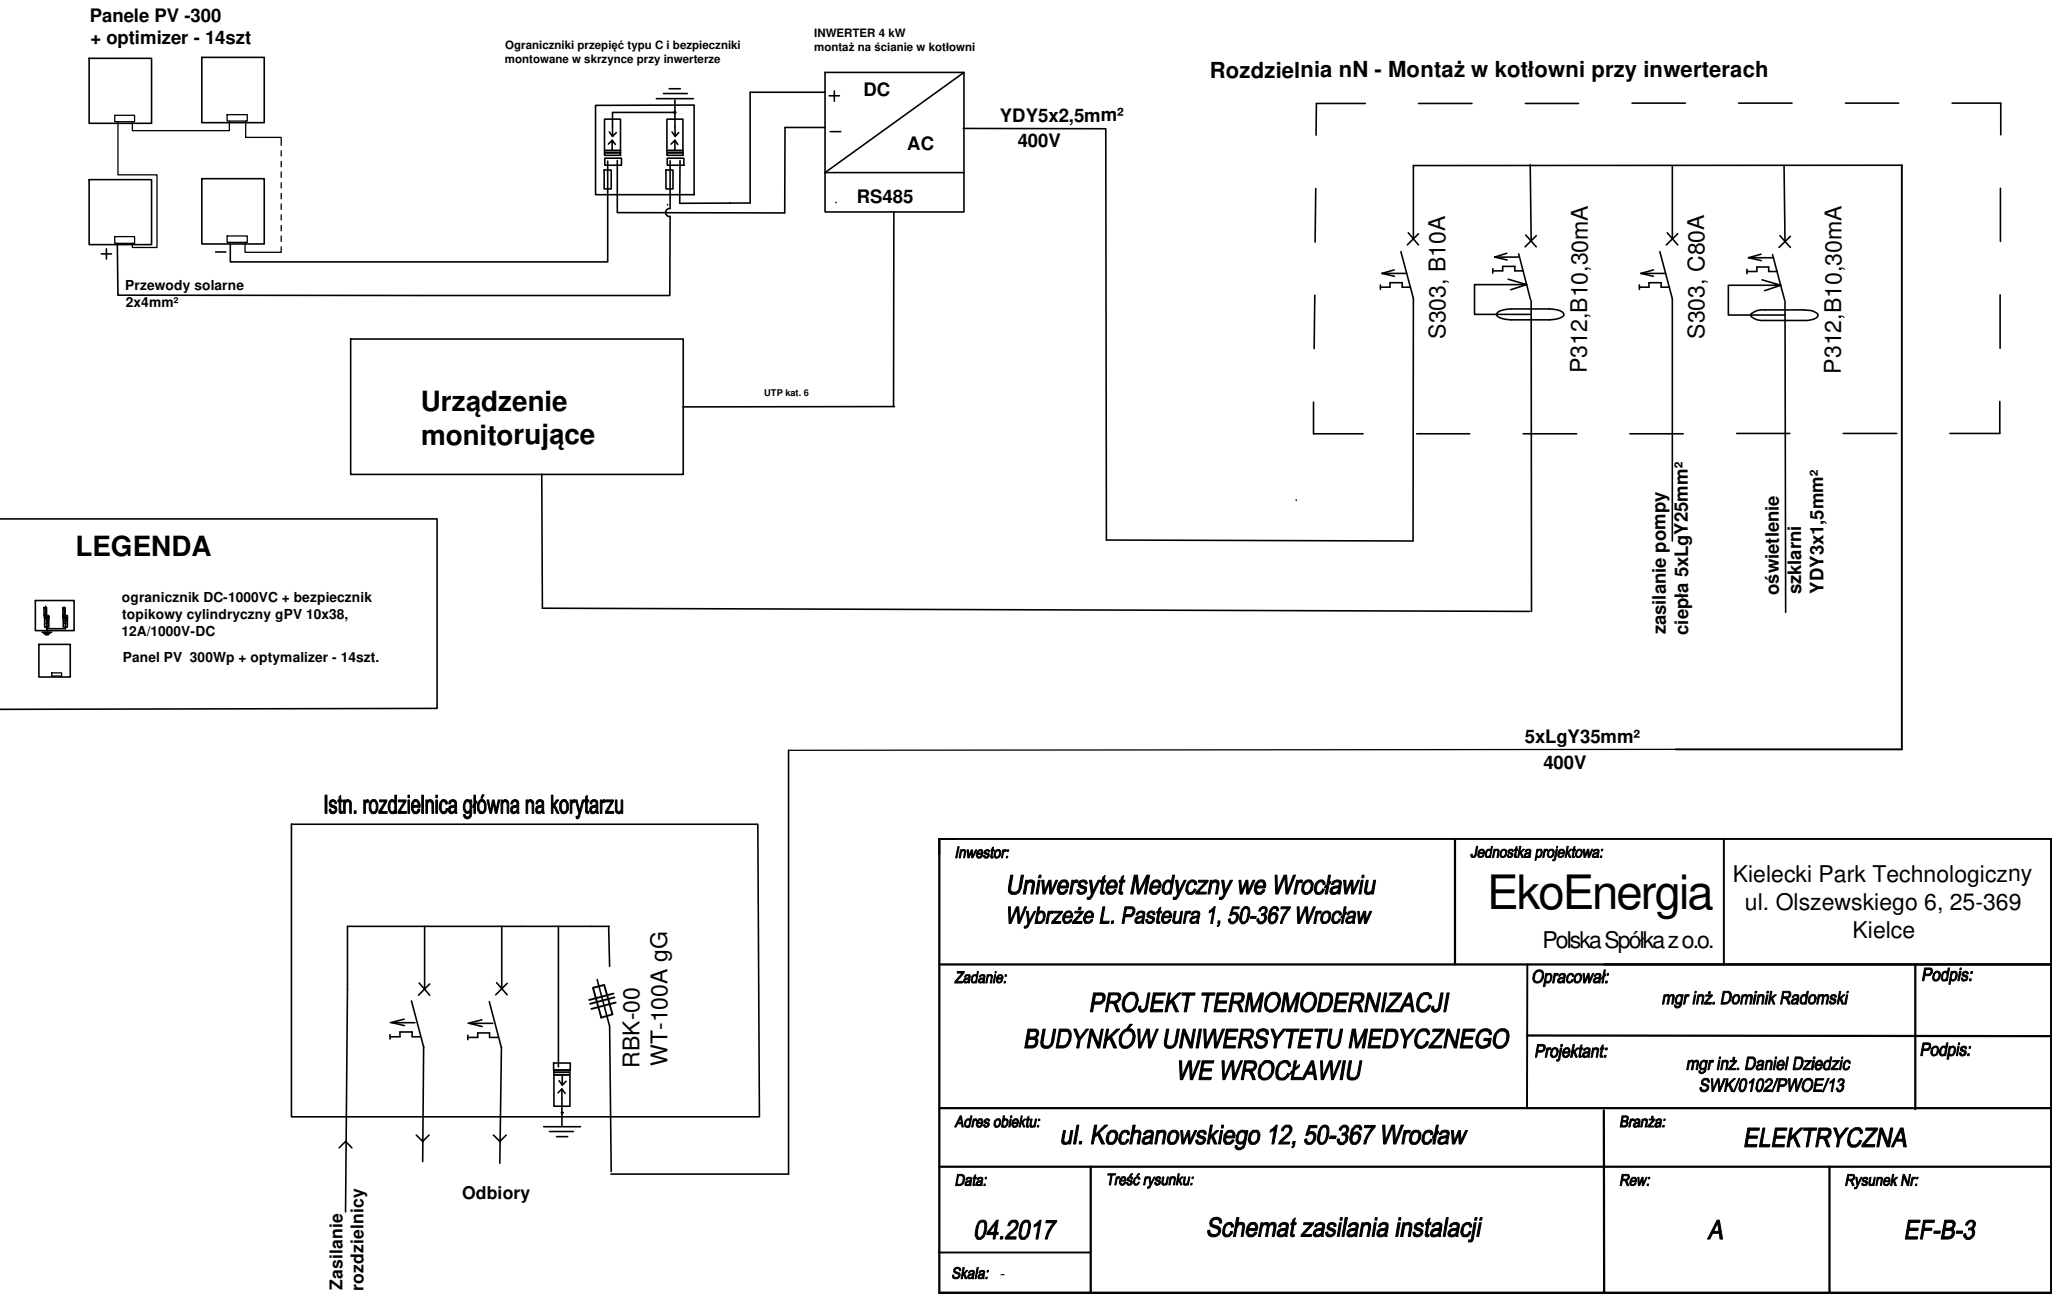 Panele PV -300
+ optimizer - 14szt
Ograniczniki przepięć typu C i bezpieczniki
montowane w skrzynce przy inwerterze
INWERTER 4 kW
montaż na ścianie w kotłowni
DC
AC
+
−
RS485
YDY5x2,5mm²
400V
Rozdzielnia nN - Montaż w kotłowni przy inwerterach
S303, B10A
P312,B10,30mA
S303, C80A
P312,B10,30mA
+
−
Przewody solarne
2x4mm²
Urządzenie
monitorujące
UTP kat. 6
zasilanie pompy
ciepła 5xLgY25mm²
oświetlenie
szklarni
YDY3x1,5mm²
LEGENDA
ogranicznik DC-1000VC + bezpiecznik
topikowy cylindryczny gPV 10x38,
12A/1000V-DC
Panel PV 300Wp + optymalizer - 14szt.
5xLgY35mm²
400V
Istn. rozdzielnica główna na korytarzu
RBK-00
WT-100A gG
Odbiory
Zasilanie
rozdzielnicy
Inwestor:
Uniwersytet Medyczny we Wrocławiu
Wybrzeże L. Pasteura 1, 50-367 Wrocław
Jednostka projektowa:
EkoEnergia
Polska Spółka z o.o.
Kielecki Park Technologiczny
ul. Olszewskiego 6, 25-369
Kielce
Zadanie:
PROJEKT TERMOMODERNIZACJI
BUDYNKÓW UNIWERSYTETU MEDYCZNEGO
WE WROCŁAWIU
Opracował:
mgr inż. Dominik Radomski
Podpis:
Projektant:
mgr inż. Daniel Dziedzic
SWK/0102/PWOE/13
Podpis:
Adres obiektu:
ul. Kochanowskiego 12, 50-367 Wrocław
Branża:
ELEKTRYCZNA
Data:
04.2017
Skala: -
Treść rysunku:
Schemat zasilania instalacji
Rew:
A
Rysunek Nr:
EF-B-3